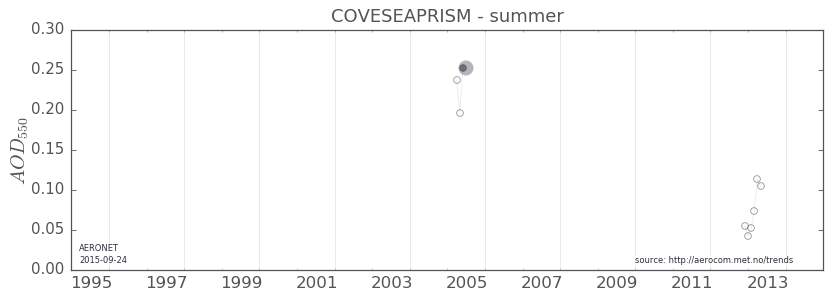 COVESEAPRISM - summer
0.30
0.25
0.20
0.15
0.10
0.05
0.00
AOD550
AERONET
2015-09-24
source: http://aerocom.met.no/trends
1995 1997 1999 2001 2003 2005 2007 2009 2011 2013